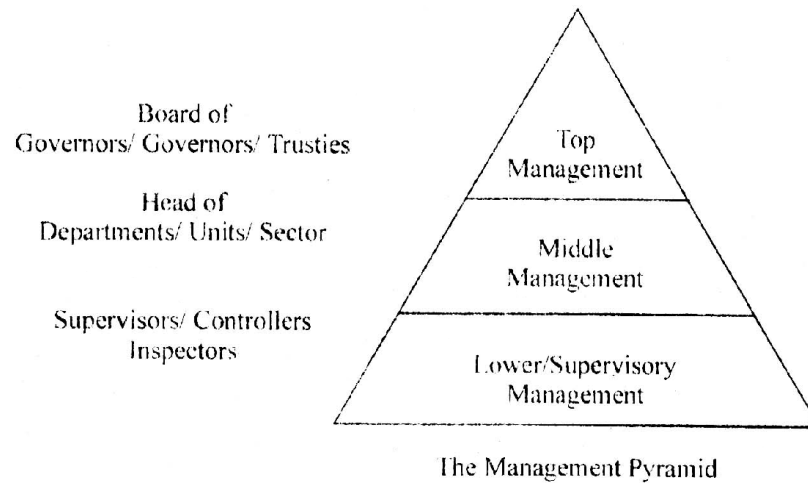 Board of
Governors/ Governors/ Trusties
Top
Management
Head of
Departments/ Units/ Sector
Middle
Management
Supervisors/ Controllers
Inspectors
Lower/Supervisory
Management
The Management Pyramid